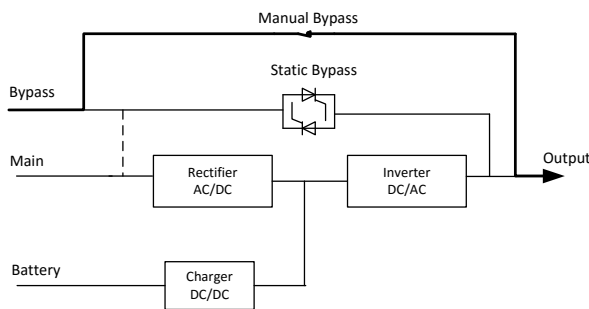 Manual Bypass
Static Bypass
Bypass
Main
Output
Rectifier
AC/DC
Inverter
DC/AC
Battery
Charger
DC/DC